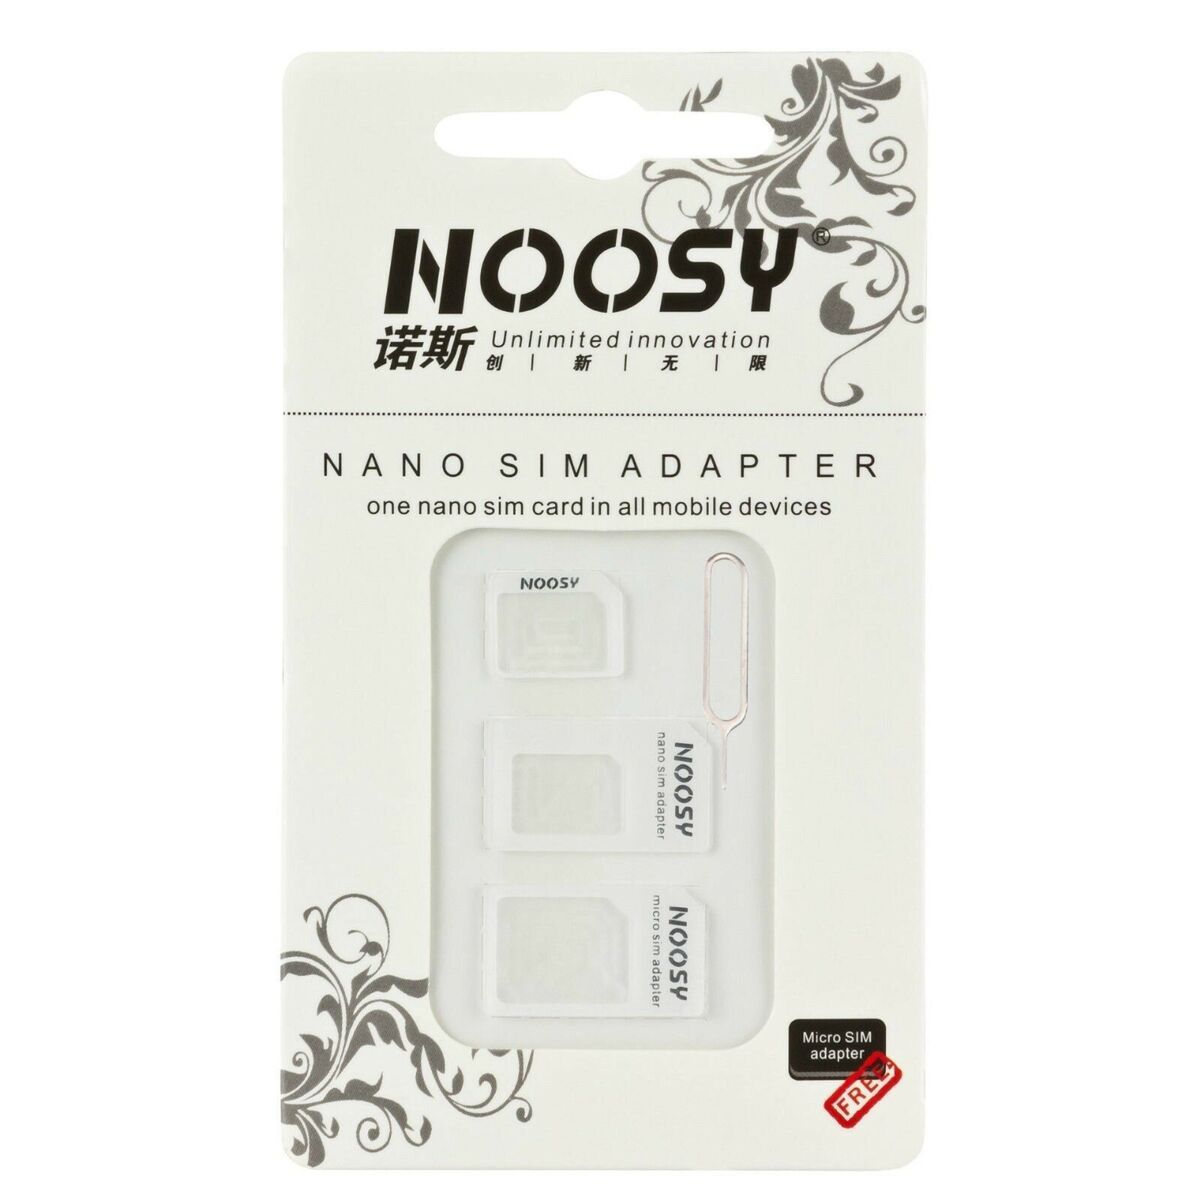 NOOSY®
诺斯 Unlimited innovation
创 | 新 | 无 | 限
NANO SIM ADAPTER
one nano sim card in all mobile devices
NOOSY
NOOSY
nano sim adapter
NOOSY
micro sim adapter
Micro SIM
adapter
FREE